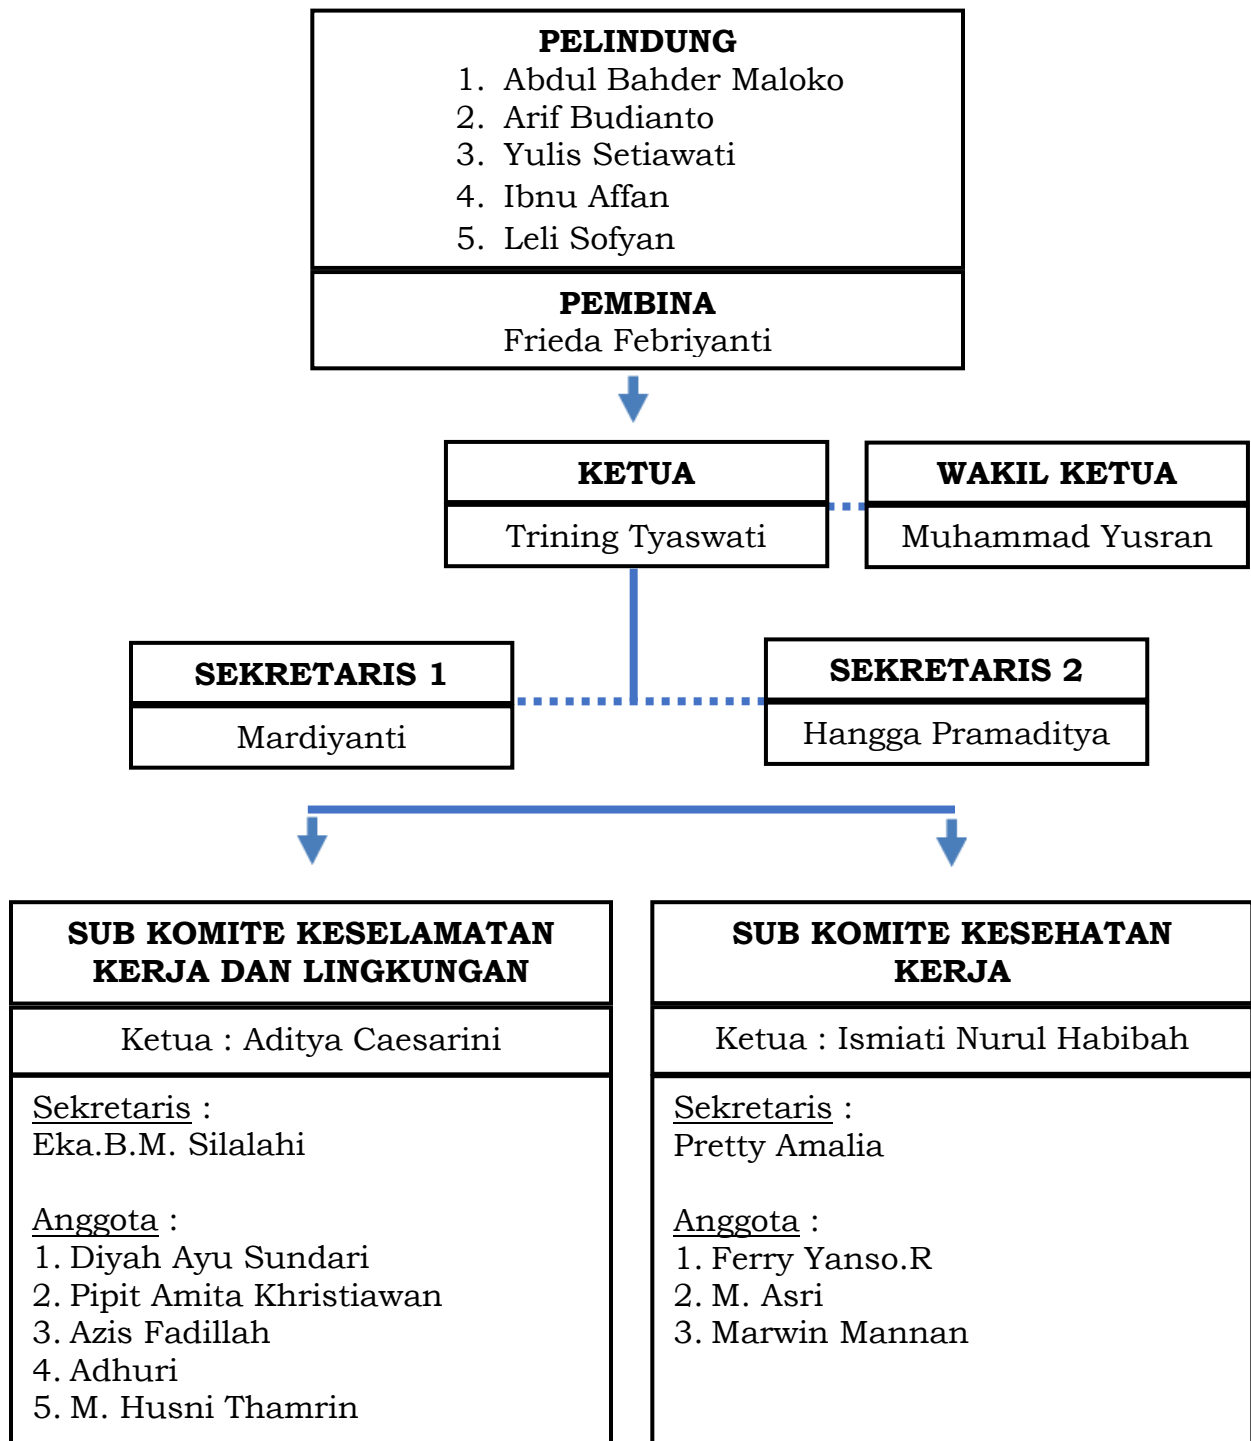 PELINDUNG
1. Abdul Bahder Maloko
2. Arif Budianto
3. Yulis Setiawati
4. Ibnu Affan
5. Leli Sofyan
PEMBINA
Frieda Febriyanti
KETUA
Trining Tyaswati
WAKIL KETUA
Muhammad Yusran
SEKRETARIS 1
Mardiyanti
SEKRETARIS 2
Hangga Pramaditya
SUB KOMITE KESELAMATAN
KERJA DAN LINGKUNGAN
Ketua : Aditya Caesarini
Sekretaris :
Eka.B.M. Silalahi
Anggota :
1. Diyah Ayu Sundari
2. Pipit Amita Khristiawan
3. Azis Fadillah
4. Adhuri
5. M. Husni Thamrin
SUB KOMITE KESEHATAN
KERJA
Ketua : Ismiati Nurul Habibah
Sekretaris :
Pretty Amalia
Anggota :
1. Ferry Yanso.R
2. M. Asri
3. Marwin Mannan